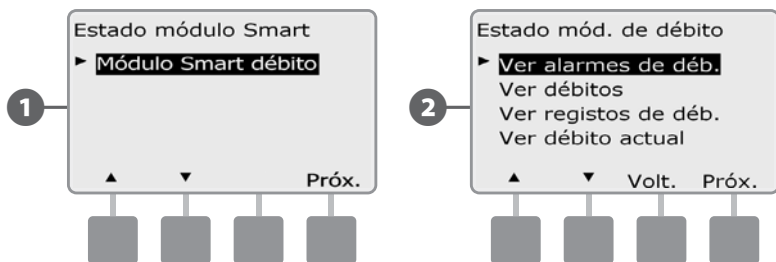 1
Estado módulo Smart
► Módulo Smart débito
▲ ▼ Próx.
2
Estado mód. de débito
► Ver alarmes de déb.
Ver débitos
Ver registos de déb.
Ver débito actual
▲ ▼ Volt. Próx.